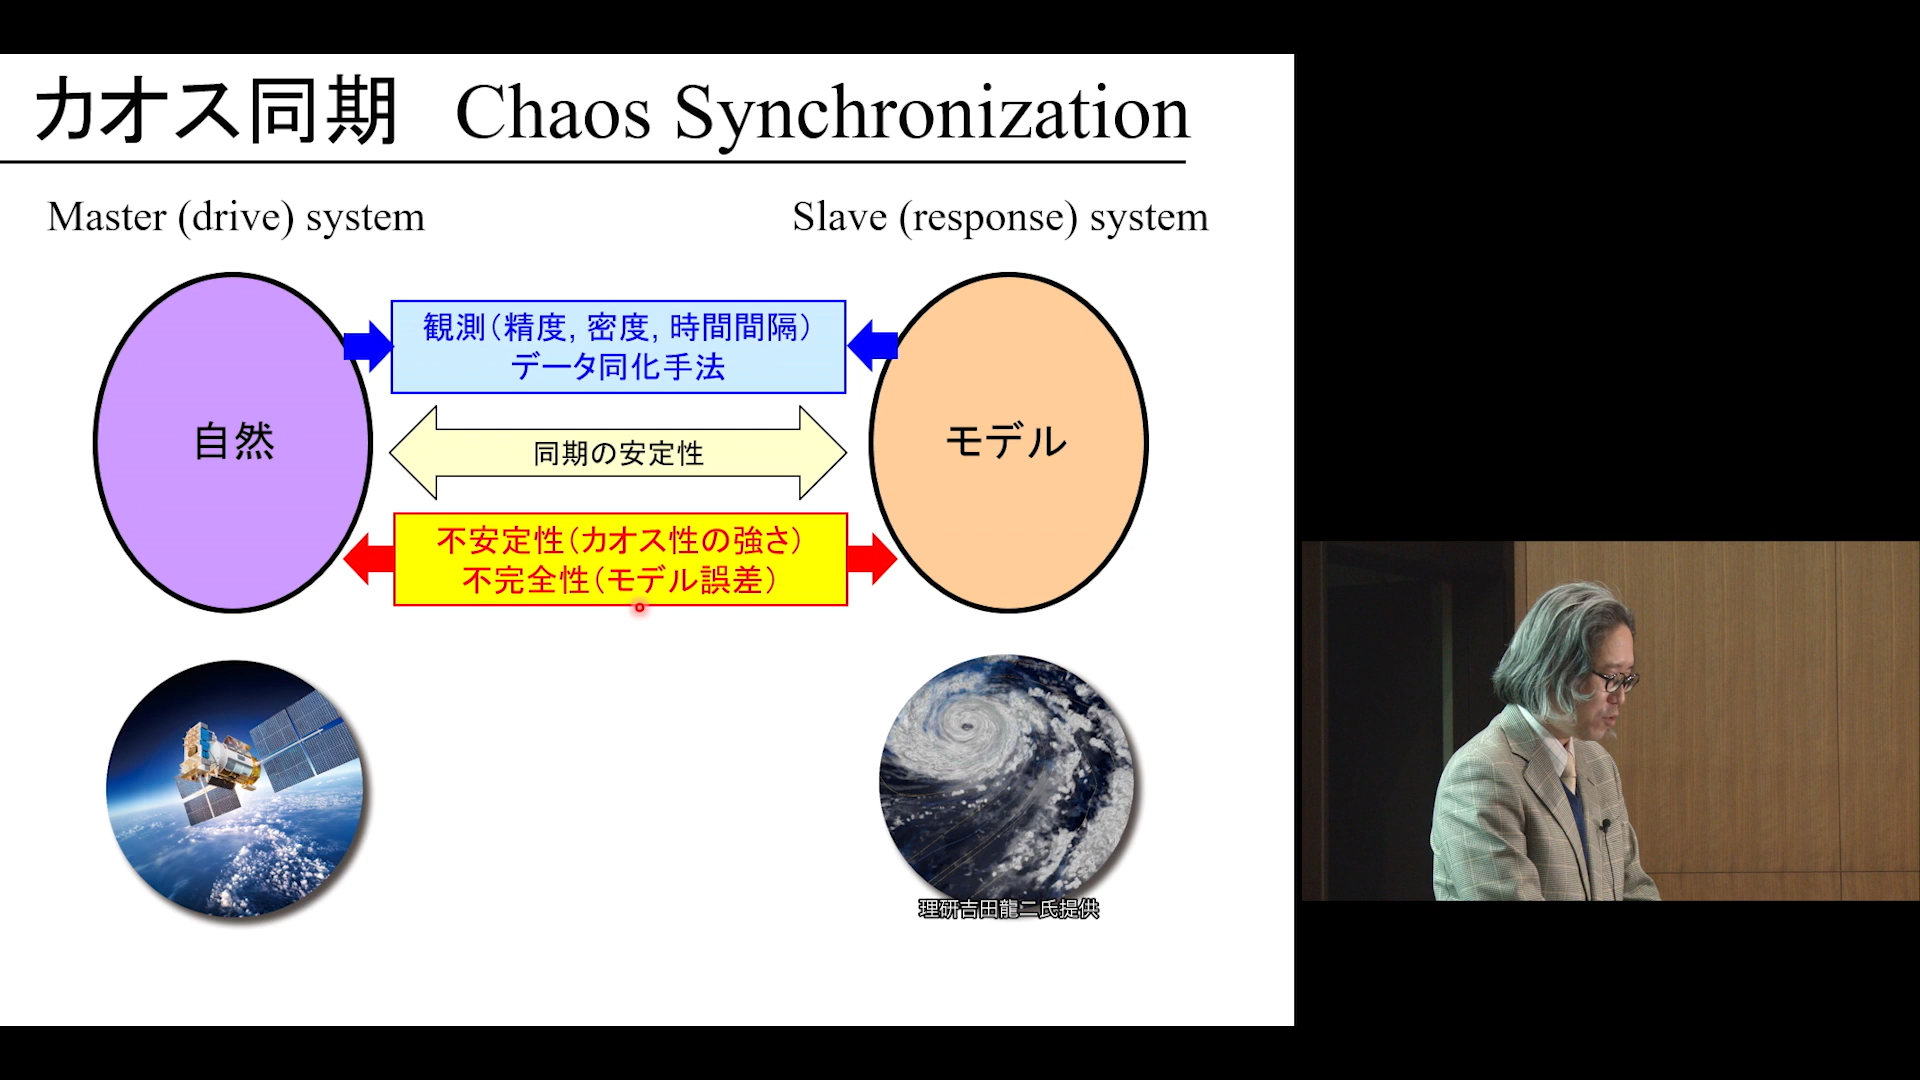 カオス同期 Chaos Synchronization
Master (drive) system
Slave (response) system
観測（精度, 密度, 時間間隔）
データ同化手法
自然
同期の安定性
モデル
不安定性（カオス性の強さ）
不完全性（モデル誤差）
理研吉田龍二氏提供